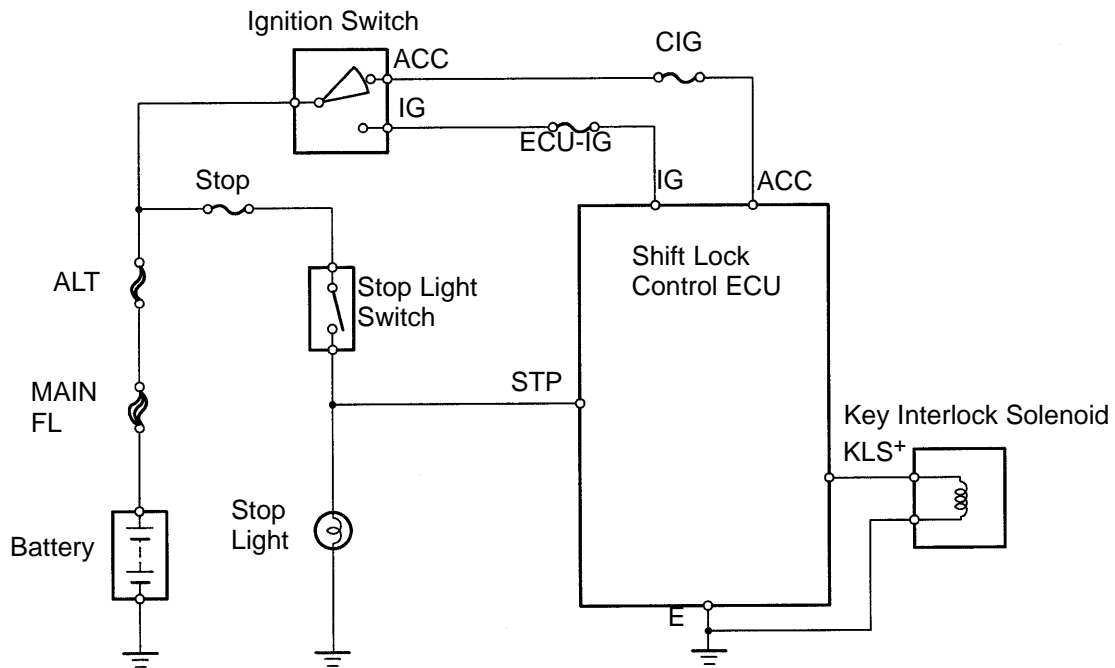 Ignition Switch
ACC
CIG
IG
ECU-IG
Stop
IG
ACC
Shift Lock
Control ECU
ALT
Stop Light
Switch
MAIN
FL
STP
Key Interlock Solenoid
KLS+
Stop
Light
Battery
E